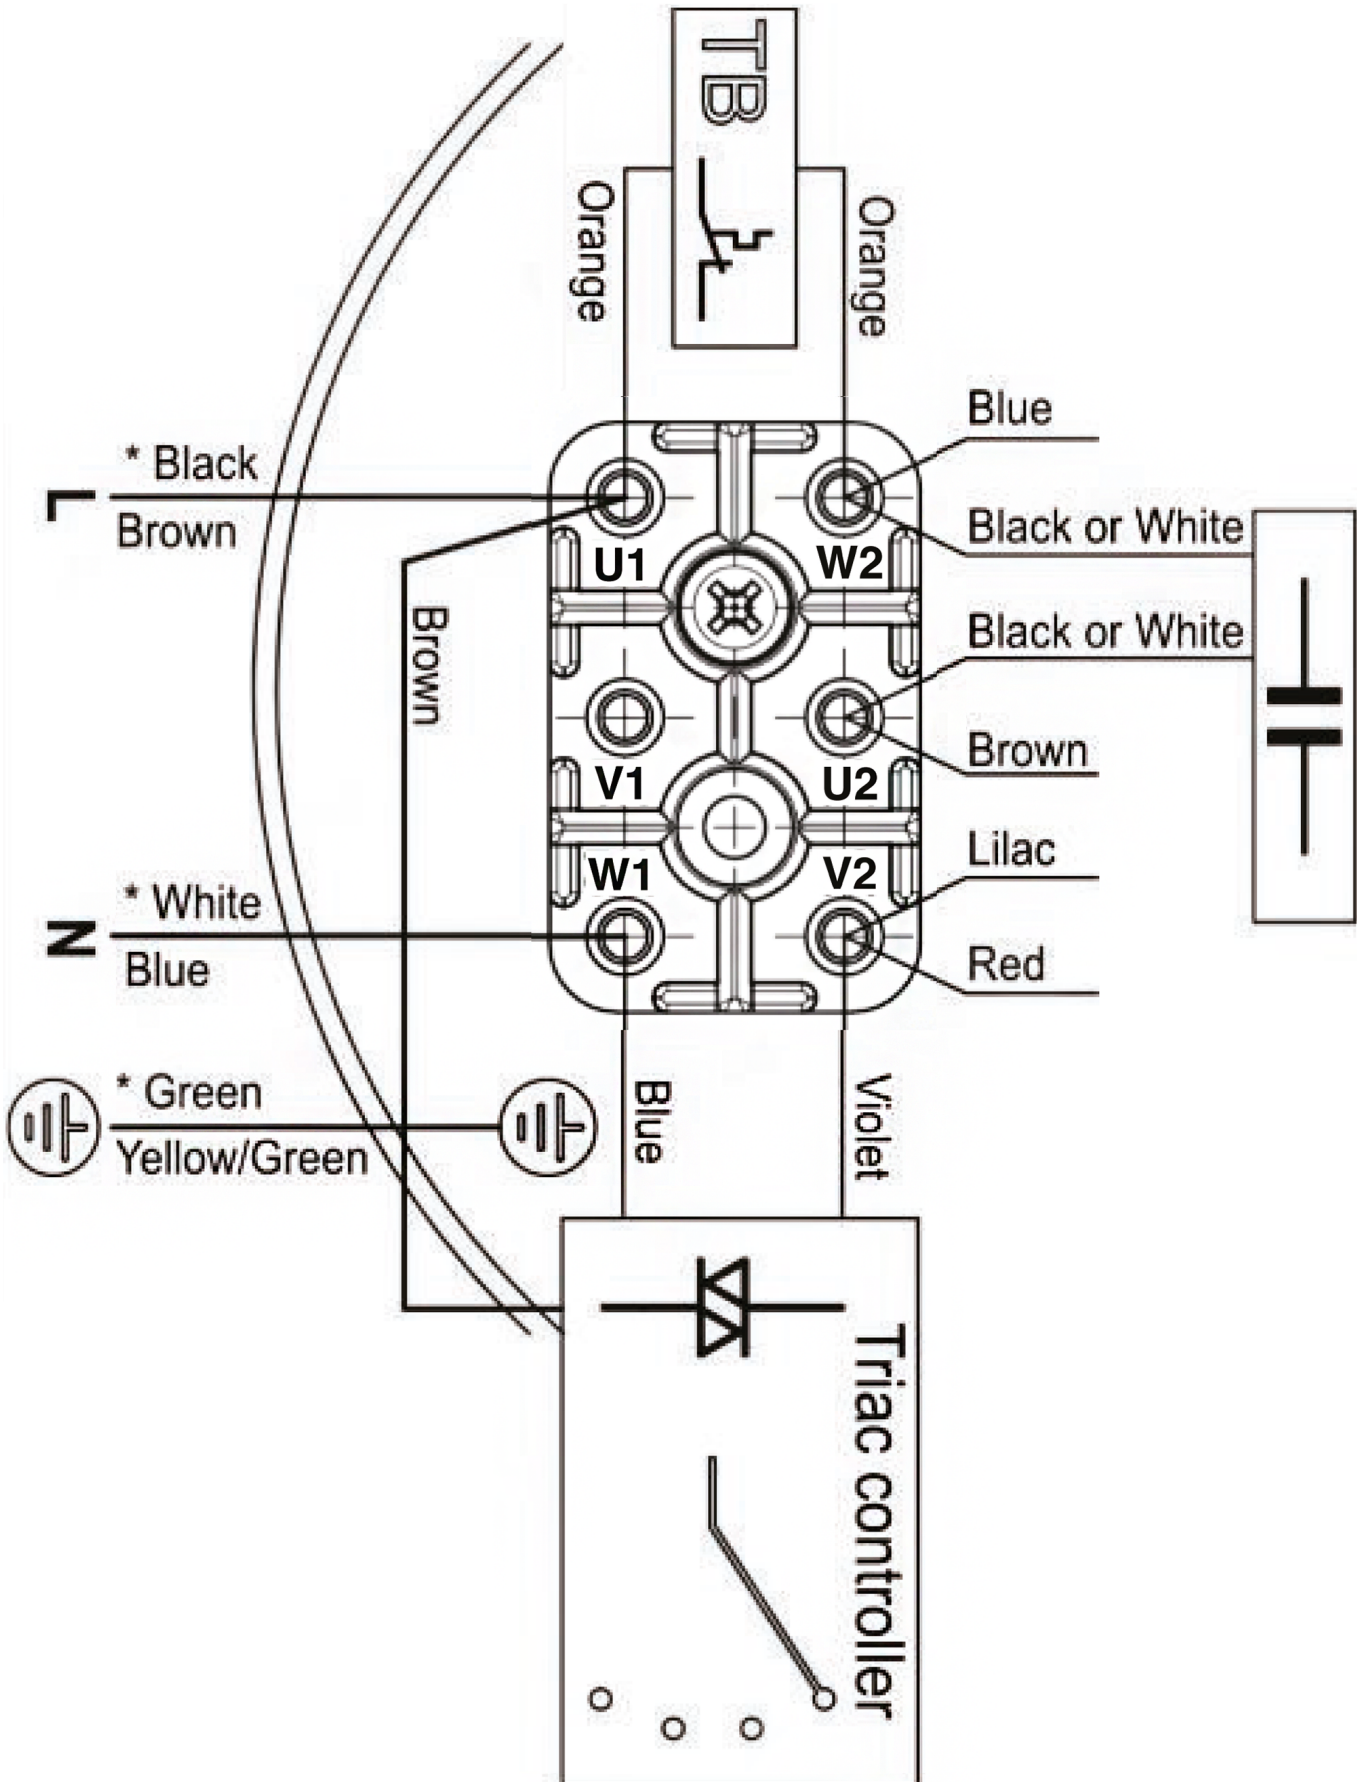 TB
Orange
Orange
Blue
* Black
L
Brown
Black or White
U1
W2
Brown
Black or White
Brown
V1
U2
Lilac
W1
V2
* White
N
Blue
Red
* Green
Yellow/Green
Blue
Violet
Triac controller